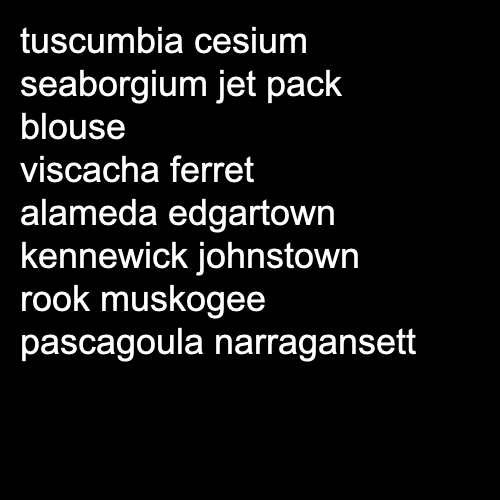 tuscumbia cesium
seaborgium jet pack
blouse
viscacha ferret
alameda edgartown
kennewick johnstown
rook muskogee
pascagoula narragansett